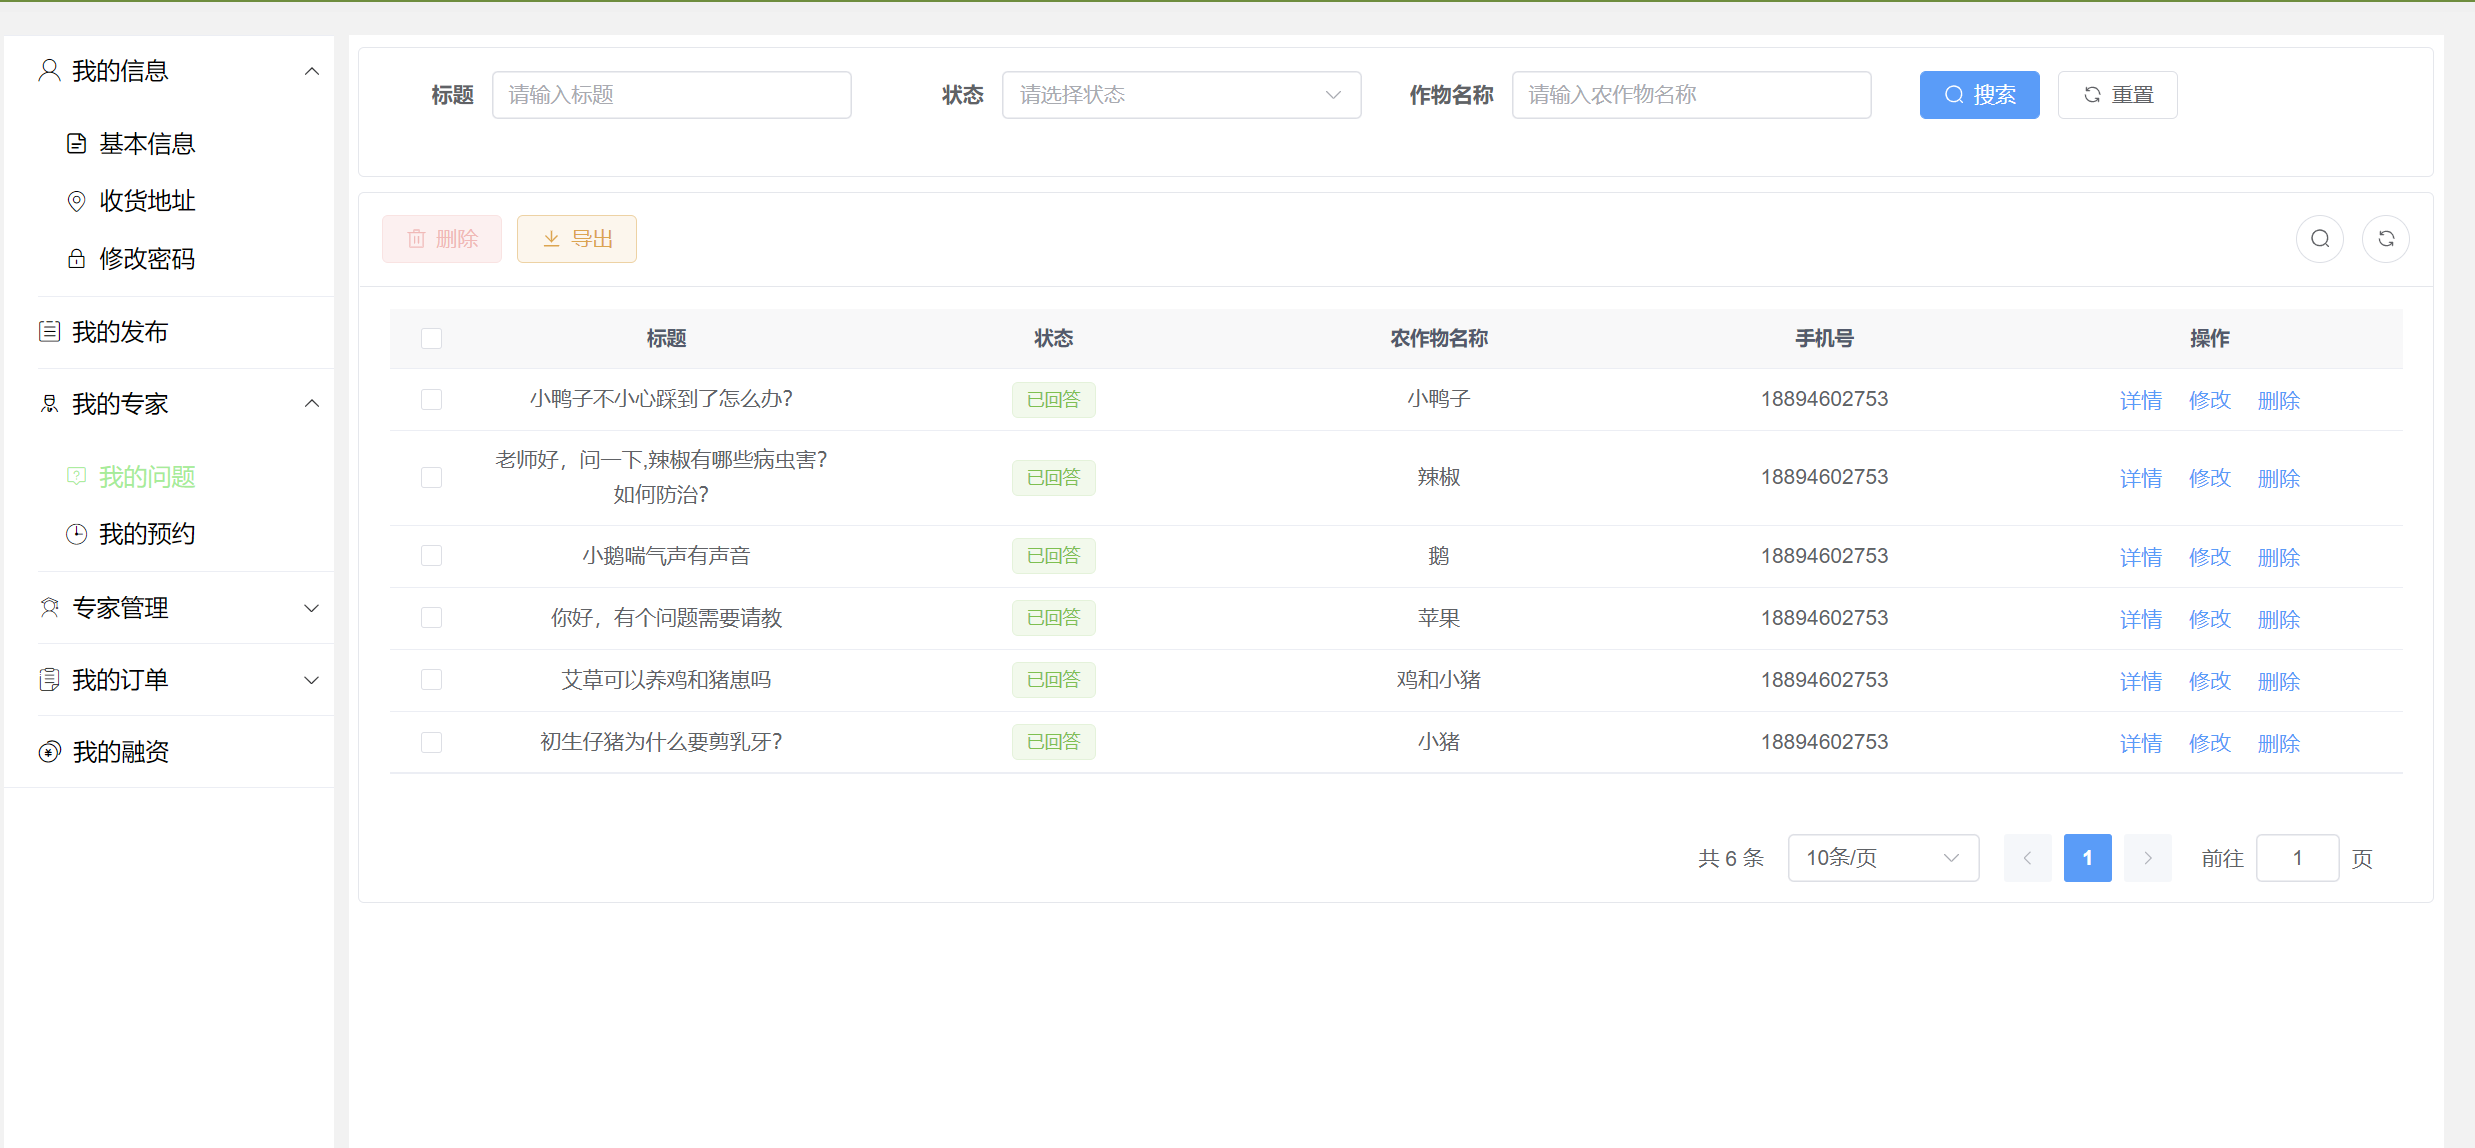 我的信息
基本信息
收货地址
修改密码
我的发布
我的专家
我的问题
我的预约
专家管理
我的订单
我的融资
标题 请输入标题 状态 请选择状态 作物名称 请输入农作物名称 搜索 重置
删除 导出
标题 状态 农作物名称 手机号 操作
小鸭子不小心踩到了怎么办? 已回答 小鸭子 18894602753 详情 修改 删除
老师好，问一下,辣椒有哪些病虫害?
如何防治? 已回答 辣椒 18894602753 详情 修改 删除
小鹅喘气声有声音 已回答 鹅 18894602753 详情 修改 删除
你好，有个问题需要请教 已回答 苹果 18894602753 详情 修改 删除
艾草可以养鸡和猪崽吗 已回答 鸡和小猪 18894602753 详情 修改 删除
初生仔猪为什么要剪乳牙? 已回答 小猪 18894602753 详情 修改 删除
共 6 条 10条/页 1 前往 1 页